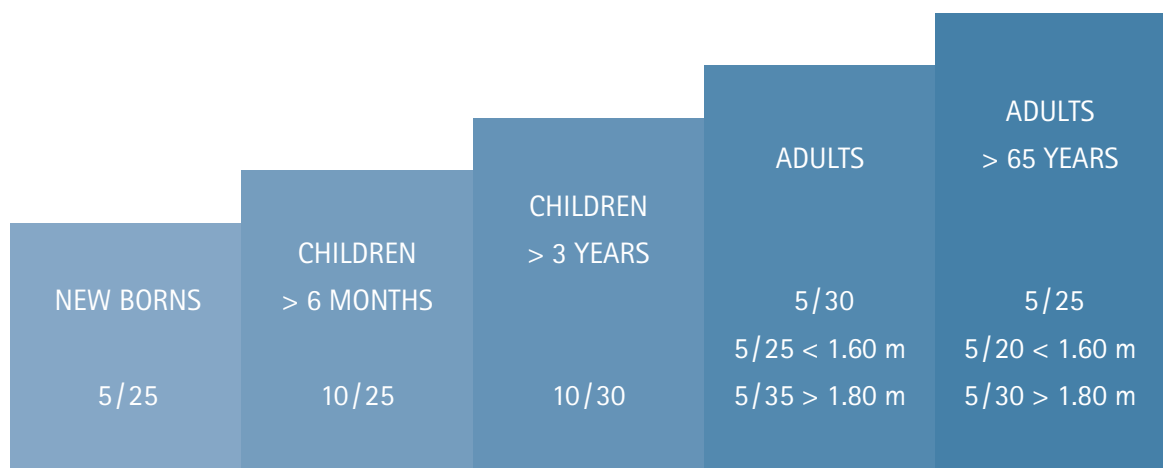 NEW BORNS
5/25
CHILDREN
> 6 MONTHS
10/25
CHILDREN
> 3 YEARS
10/30
ADULTS
5/30
5/25 < 1.60 m
5/35 > 1.80 m
ADULTS
> 65 YEARS
5/25
5/20 < 1.60 m
5/30 > 1.80 m